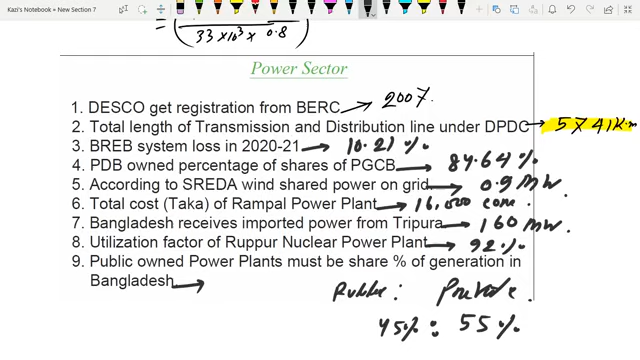 Kazi's Notebook » New Section 7
= (
33 × 10³ × 0.8
Power Sector
1. DESCO get registration from BERC → 2007.
2. Total length of Transmission and Distribution line under DPDC → 5741 K.m
3. BREB system loss in 2020-21 → 10.21%
4. PDB owned percentage of shares of PGCB → 84.64%
5. According to SREDA wind shared power on grid → 0.9 MW
6. Total cost (Taka) of Rampal Power Plant → 16,000 core.
7. Bangladesh receives imported power from Tripura → 160 MW.
8. Utilization factor of Ruppur Nuclear Power Plant → 92%
9. Public owned Power Plants must be share % of generation in
Bangladesh →
Public : Private.
45% : 55%